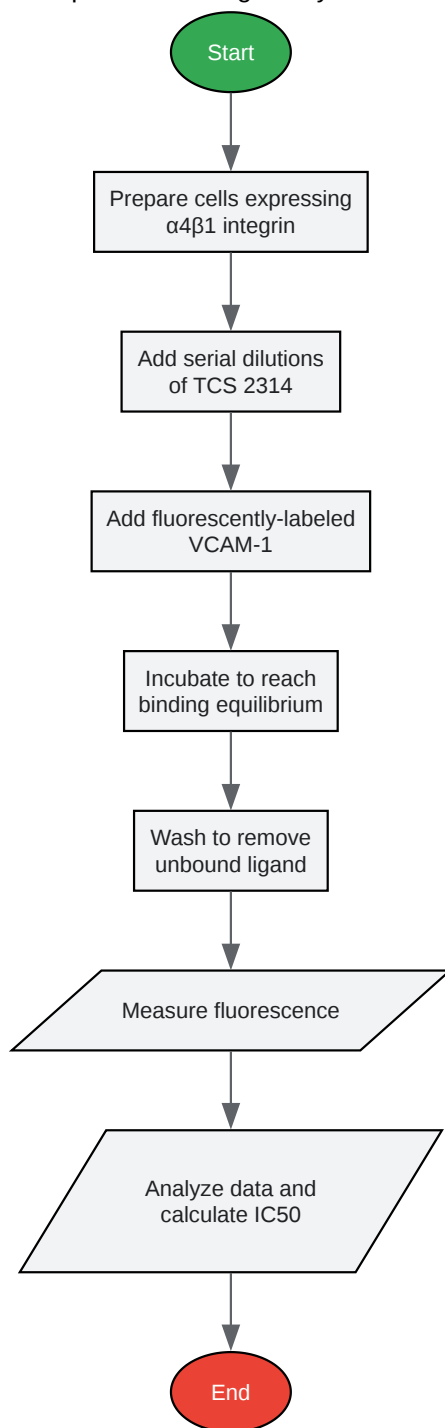 Start
Prepare cells expressing
α4β1 integrin
Add serial dilutions
of TCS 2314
Add fluorescently-labeled
VCAM-1
Incubate to reach
binding equilibrium
Wash to remove
unbound ligand
Measure fluorescence
Analyze data and
calculate IC50
End